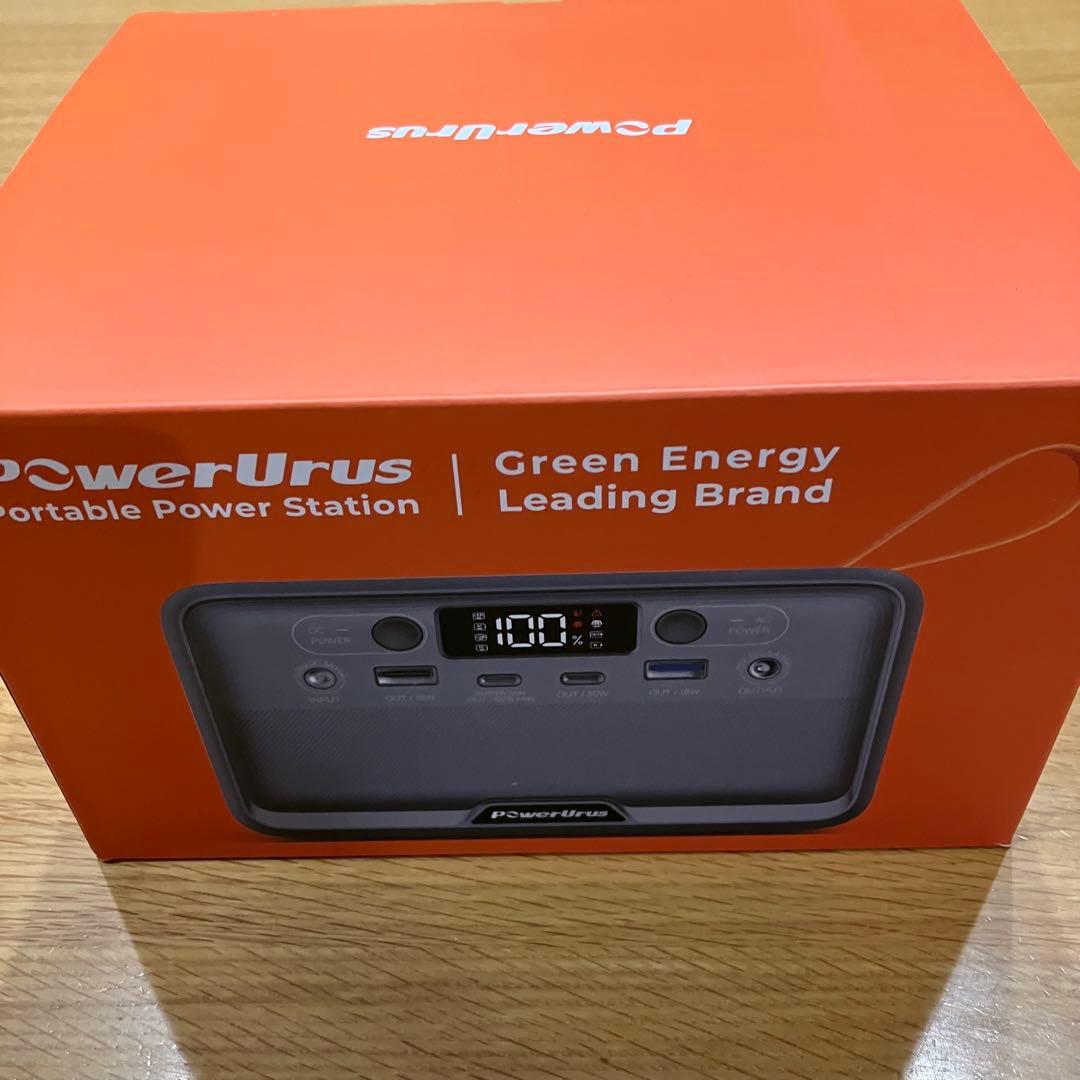 PowerUrus
PowerUrus
Portable Power Station
Green Energy
Leading Brand
DC
POWER
100%
AC
POWER
INPUT
OUT / 18W
OUT / 30W
OUT / 18W
OUTPUT
PowerUrus